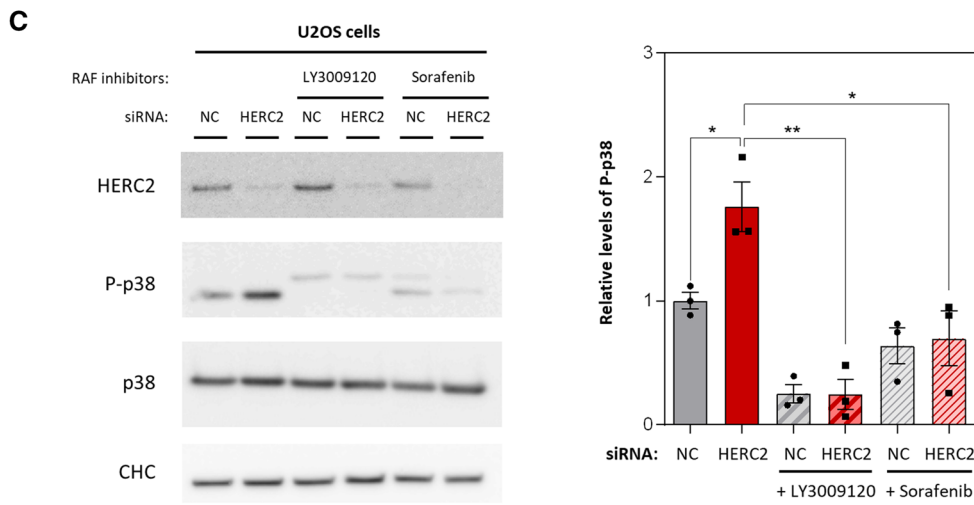 C
U2OS cells
RAF inhibitors: LY3009120 Sorafenib
siRNA: NC HERC2 NC HERC2 NC HERC2
HERC2
P-p38
p38
CHC
Relative levels of P-p38
3
2
1
0
* ** *
siRNA: NC HERC2 NC HERC2 NC HERC2
+ LY3009120 + Sorafenib